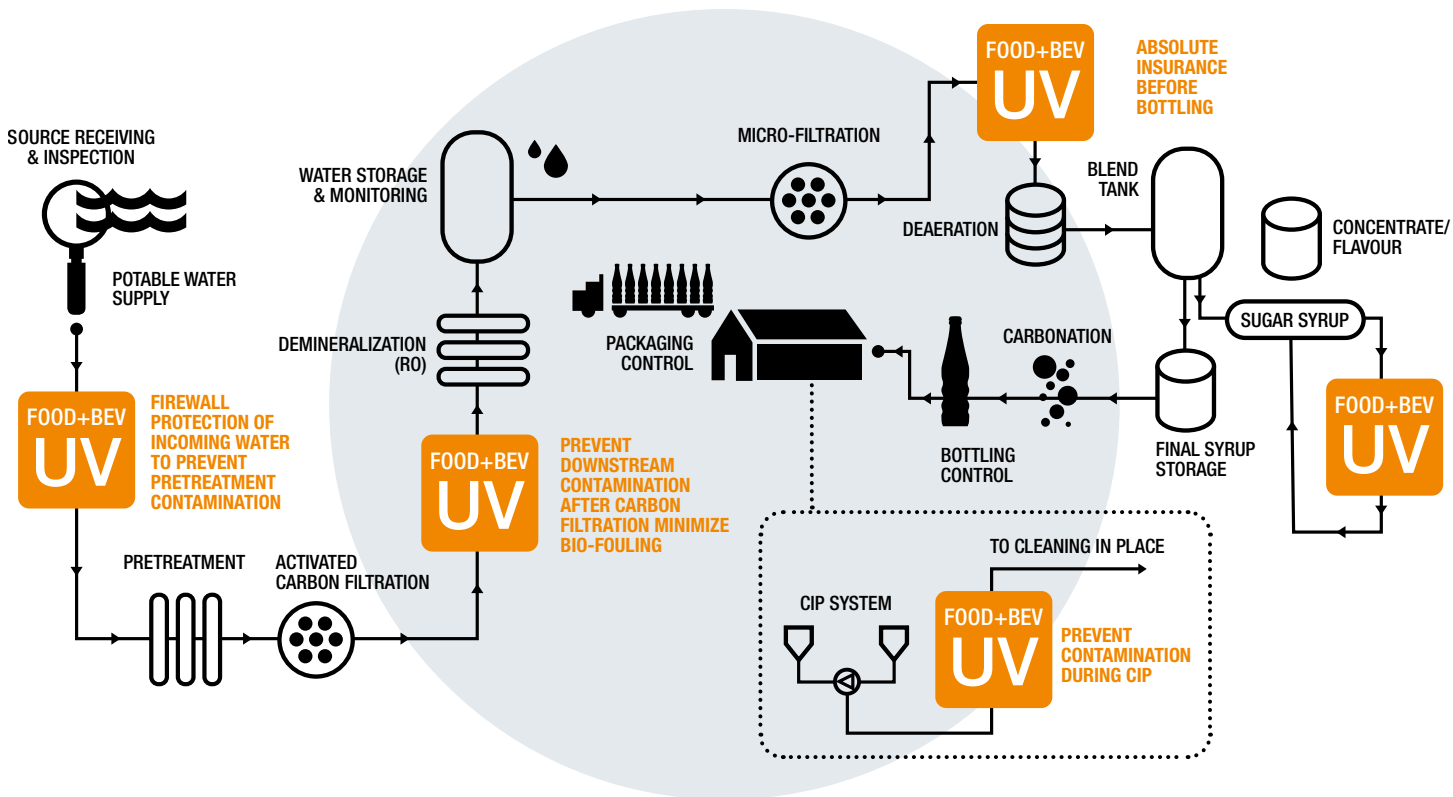 SOURCE RECEIVING
& INSPECTION
POTABLE WATER
SUPPLY
FOOD+BEV
UV
FIREWALL
PROTECTION OF
INCOMING WATER
TO PREVENT
PRETREATMENT
CONTAMINATION
PRETREATMENT
ACTIVATED
CARBON FILTRATION
FOOD+BEV
UV
PREVENT
DOWNSTREAM
CONTAMINATION
AFTER CARBON
FILTRATION MINIMIZE
BIO-FOULING
DEMINERALIZATION
(RO)
WATER STORAGE
& MONITORING
MICRO-FILTRATION
FOOD+BEV
UV
ABSOLUTE
INSURANCE
BEFORE
BOTTLING
DEAERATION
BLEND
TANK
CONCENTRATE/
FLAVOUR
SUGAR SYRUP
FOOD+BEV
UV
FINAL SYRUP
STORAGE
CARBONATION
BOTTLING
CONTROL
PACKAGING
CONTROL
TO CLEANING IN PLACE
CIP SYSTEM
FOOD+BEV
UV
PREVENT
CONTAMINATION
DURING CIP